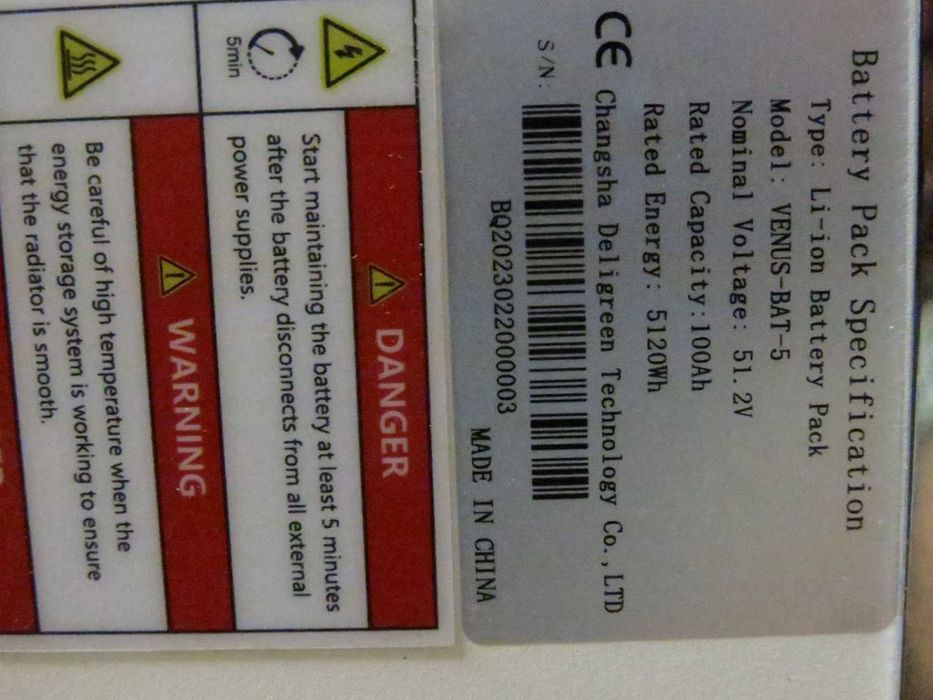 Battery Pack Specification
Type: Li-ion Battery Pack
Model: VENUS-BAT-5
Nominal Voltage: 51.2V
Rated Capacity:100Ah
Rated Energy: 5120Wh
CE Changsha Deligreen Technology Co.,LTD
S/N:
BQ202302200003
MADE IN CHINA
DANGER
5min
Start maintaining the battery at least 5 minutes
after the battery disconnects from all external
power supplies.
WARNING
Be careful of high temperature when the
energy storage system is working to ensure
that the radiator is smooth.